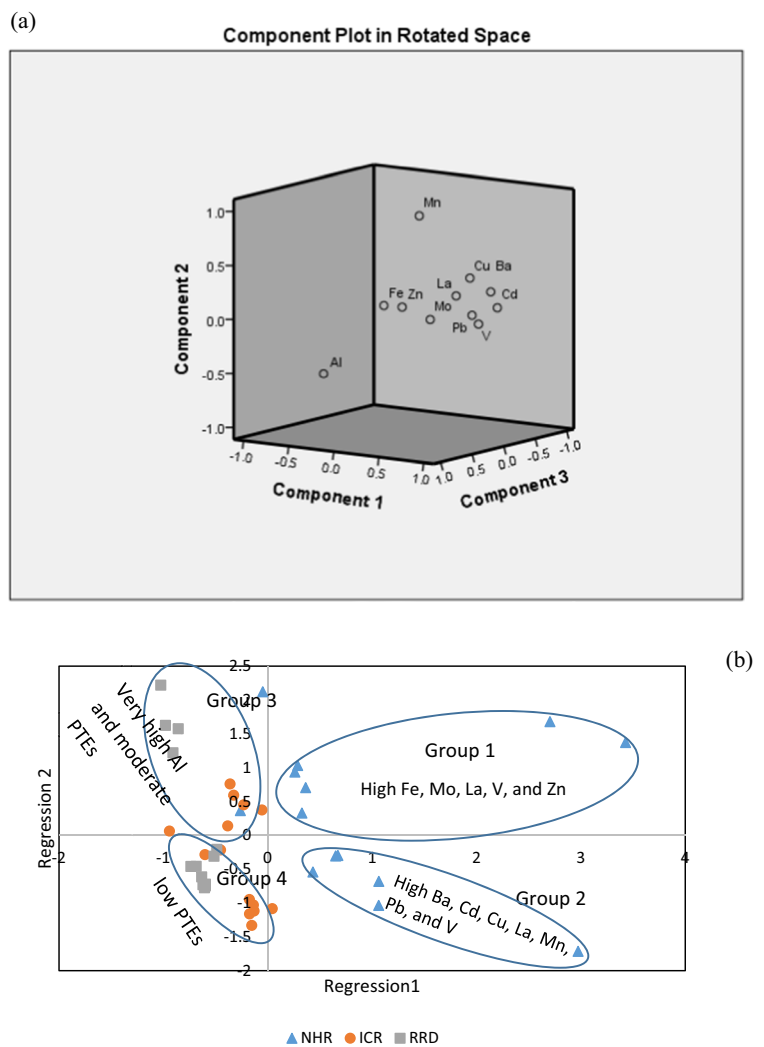 (a)
Component Plot in Rotated Space
Mn
Cu Ba
La
Cd
Fe Zn
Mo
Pb
V
Al
Component 2
1.0
0.5
0.0
-0.5
-1.0
-1.0 -0.5 0.0 0.5 1.0
Component 1
1.0 0.5 0.0 -0.5 -1.0
Component 3
(b)
2.5
2
1.5
1
0.5
0
-0.5
-1
-1.5
-2
-2 -1 0 1 2 3 4
Regression 2
Regression1
Group 3
Very high Al
and moderate
PTEs
Group 1
High Fe, Mo, La, V, and Zn
Group 4
low PTEs
Group 2
High Ba, Cd, Cu, La, Mn,
Pb, and V
NHR ICR RRD